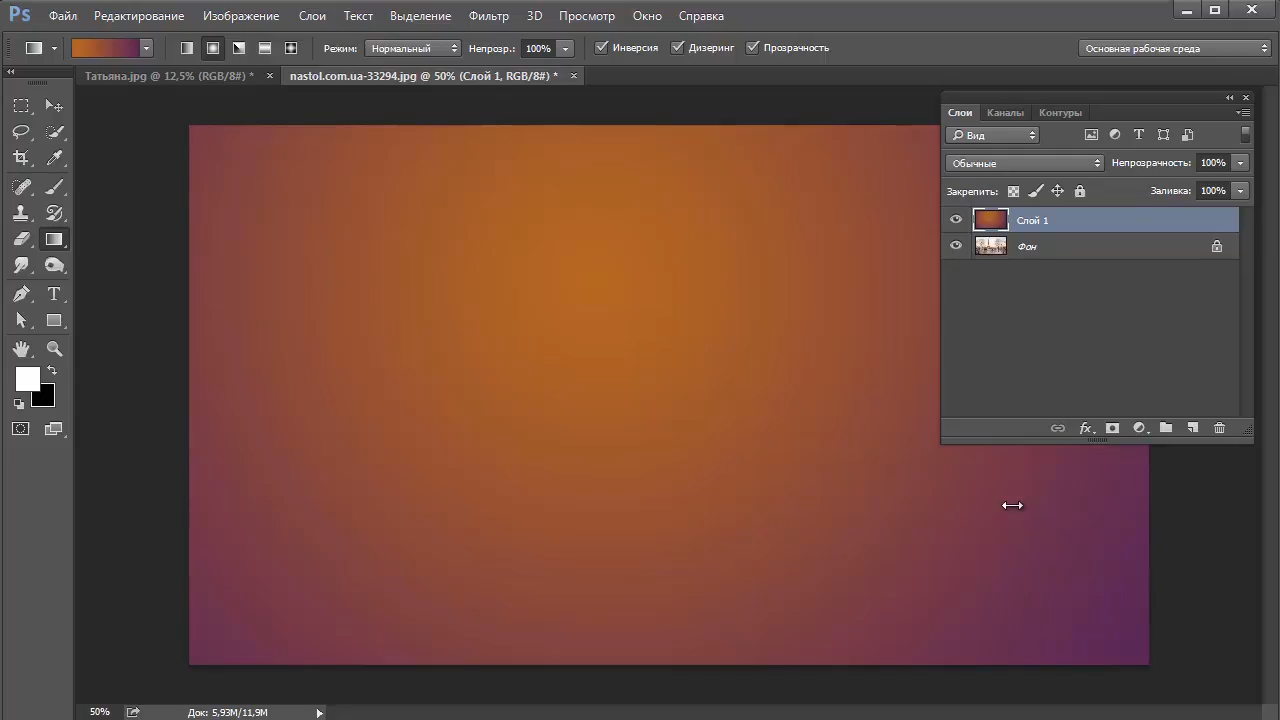 Ps Файл Редактирование Изображение Слои Текст Выделение Фильтр 3D Просмотр Окно Справка
Режим: Нормальный Непрозр.: 100% Инверсия Дизеринг Прозрачность Основная рабочая среда
Татьяна.jpg @ 12,5% (RGB/8#) * nastol.com.ua-33294.jpg @ 50% (Слой 1, RGB/8#) *
Слои Каналы Контуры
Вид
Обычные Непрозрачность: 100%
Закрепить: Заливка: 100%
Слой 1
Фон
fx
50% Док: 5,93M/11,9M